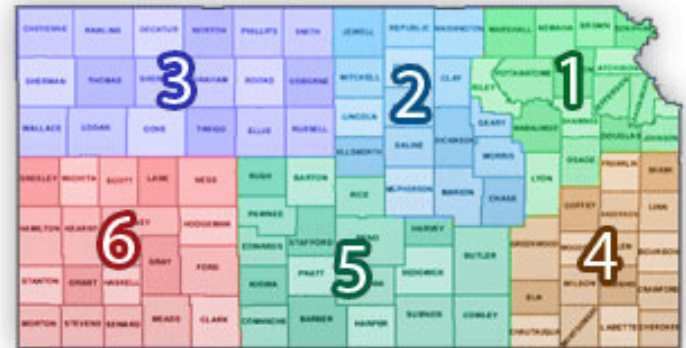 CHEYENNE RAWLINS DECATUR NORTON PHILLIPS SMITH JEWELL REPUBLIC WASHINGTON MARSHALL NEMAHA BROWN
SHERMAN THOMAS GRAHAM ROOKS OSBORNE MITCHELL CLAY RILEY POTTAWATOMIE ATCHISON
3 2 1
WALLACE LOGAN GOVE TREGO ELLIS RUSSELL LINCOLN GEARY
ELLSWORTH SALINE DICKINSON MORRIS WABAUNSEE SHAWNEE DOUGLAS JOHNSON
GREELEY WICHITA SCOTT LANE NESS RUSH BARTON RICE MCPHERSON MARION CHASE LYON OSAGE FRANKLIN MIAMI
HAMILTON KEARNY HODGEMAN PAWNEE COFFEY ANDERSON LINN
EDWARDS STAFFORD RENO HARVEY BUTLER GREENWOOD BOURBON
6 5 4
STANTON GRANT HASKELL GRAY FORD KIOWA PRATT SEDGWICK ELK WILSON CRAWFORD
MORTON STEVENS SEWARD MEADE CLARK COMANCHE BARBER HARPER SUMNER COWLEY CHAUTAUQUA MONTGOMERY LABETTE CHEROKEE